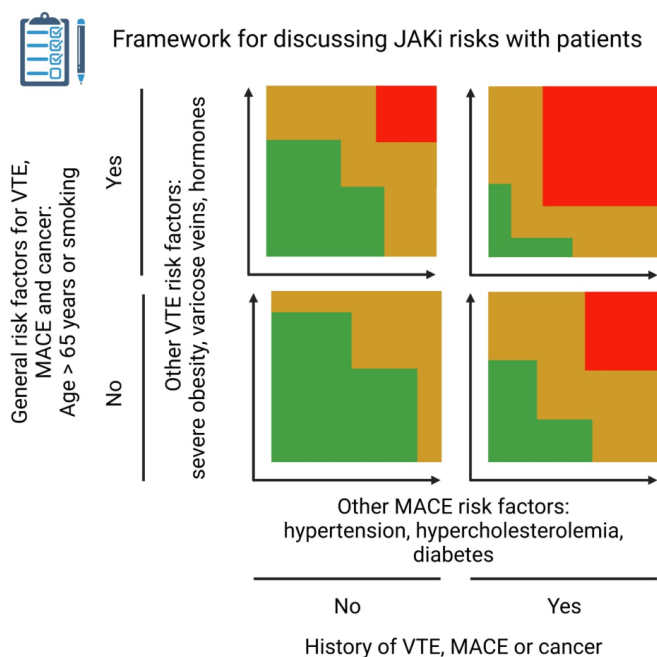 Framework for discussing JAKi risks with patients
General risk factors for VTE,
MACE and cancer:
Age > 65 years or smoking
Yes
No
Other VTE risk factors:
severe obesity, varicose veins, hormones
Other MACE risk factors:
hypertension, hypercholesterolemia,
diabetes
No
Yes
History of VTE, MACE or cancer